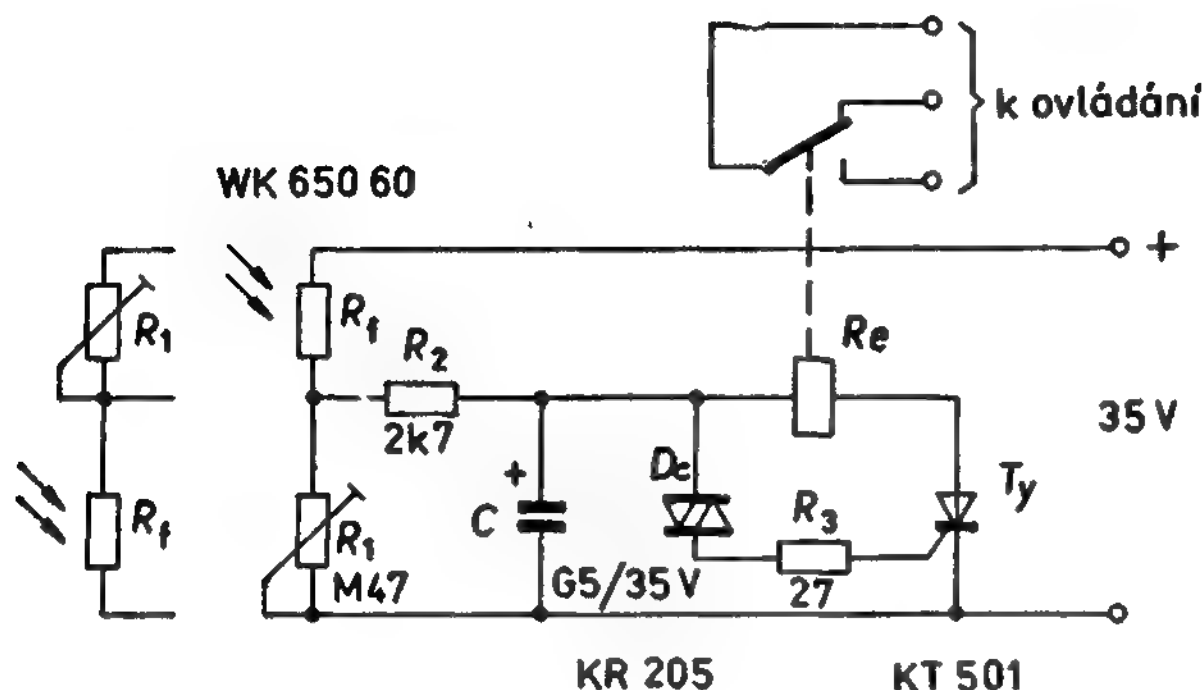 k ovládání
WK 650 60
+
R1
Rf
R2
Re
2k7
35 V
+
Dc
Ty
Rf
C
R3
R1
M47
G5/35 V
27
KR 205
KT 501